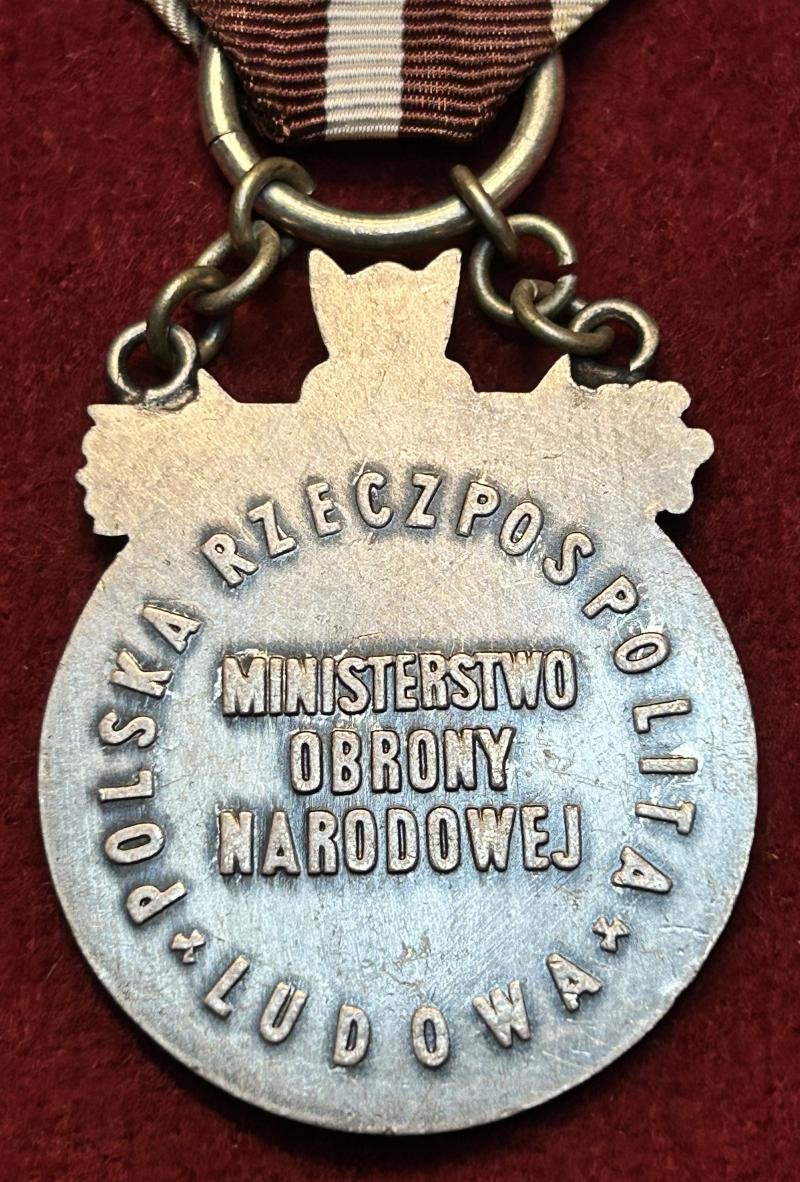 POLSKA RZECZPOSPOLITA
LUDOWA
MINISTERSTWO
OBRONY
NARODOWEJ